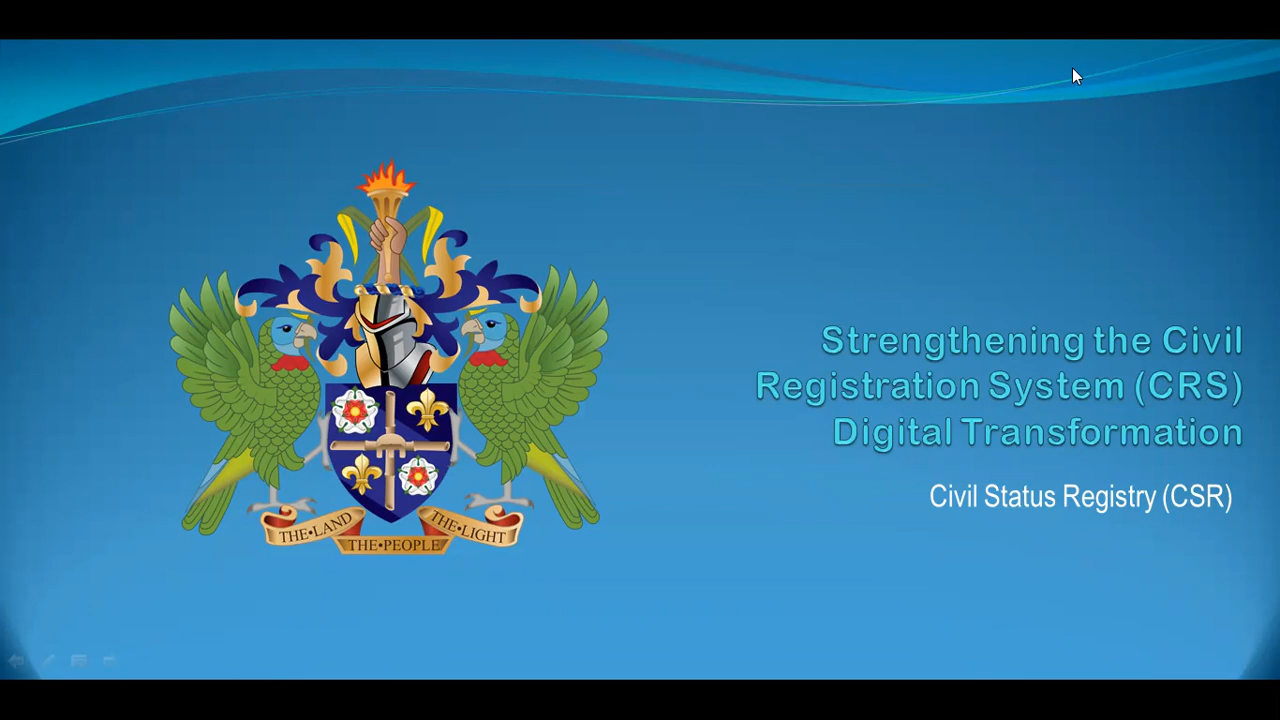 Strengthening the Civil
Registration System (CRS)
Digital Transformation
Civil Status Registry (CSR)
THE•LAND
THE•PEOPLE
THE•LIGHT